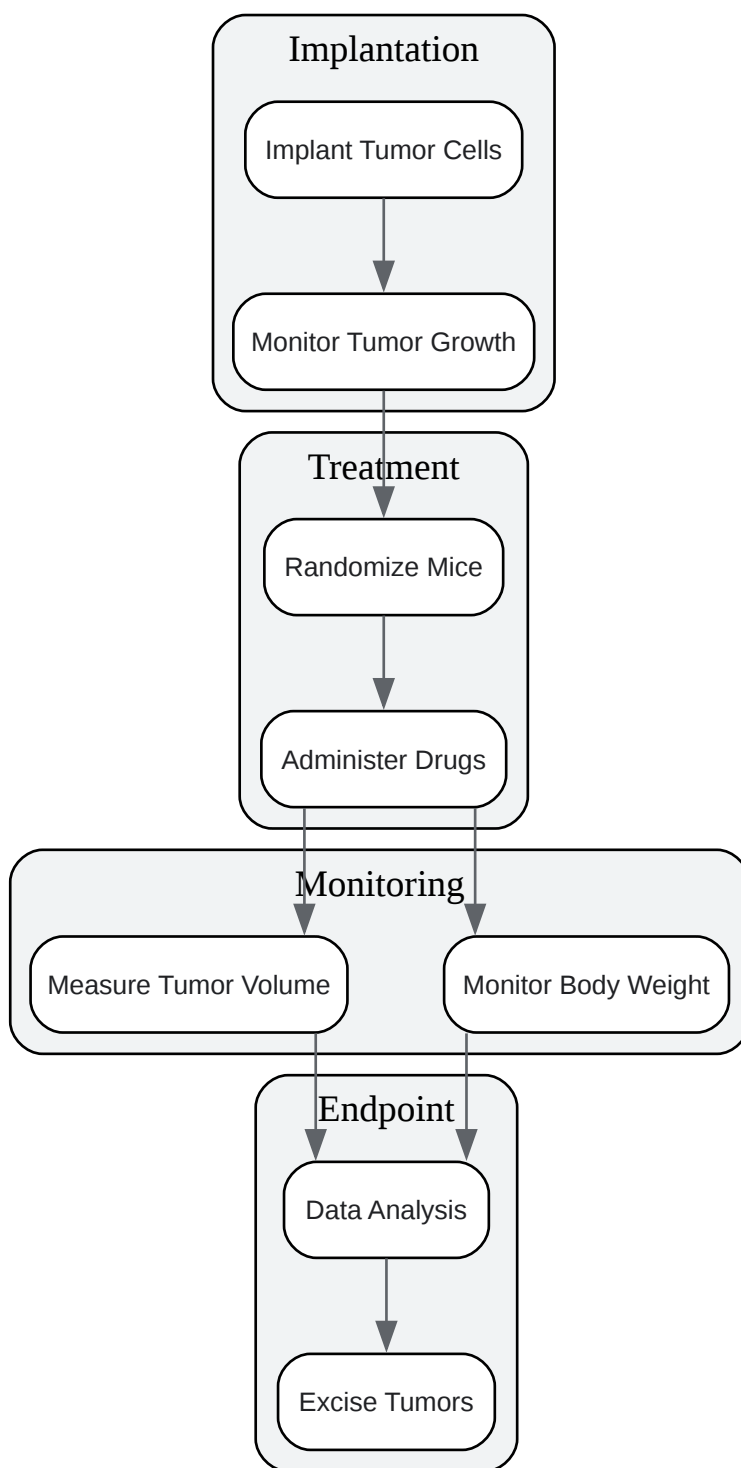 Implantation
Implant Tumor Cells
Monitor Tumor Growth
Treatment
Randomize Mice
Administer Drugs
Monitoring
Measure Tumor Volume
Monitor Body Weight
Endpoint
Data Analysis
Excise Tumors